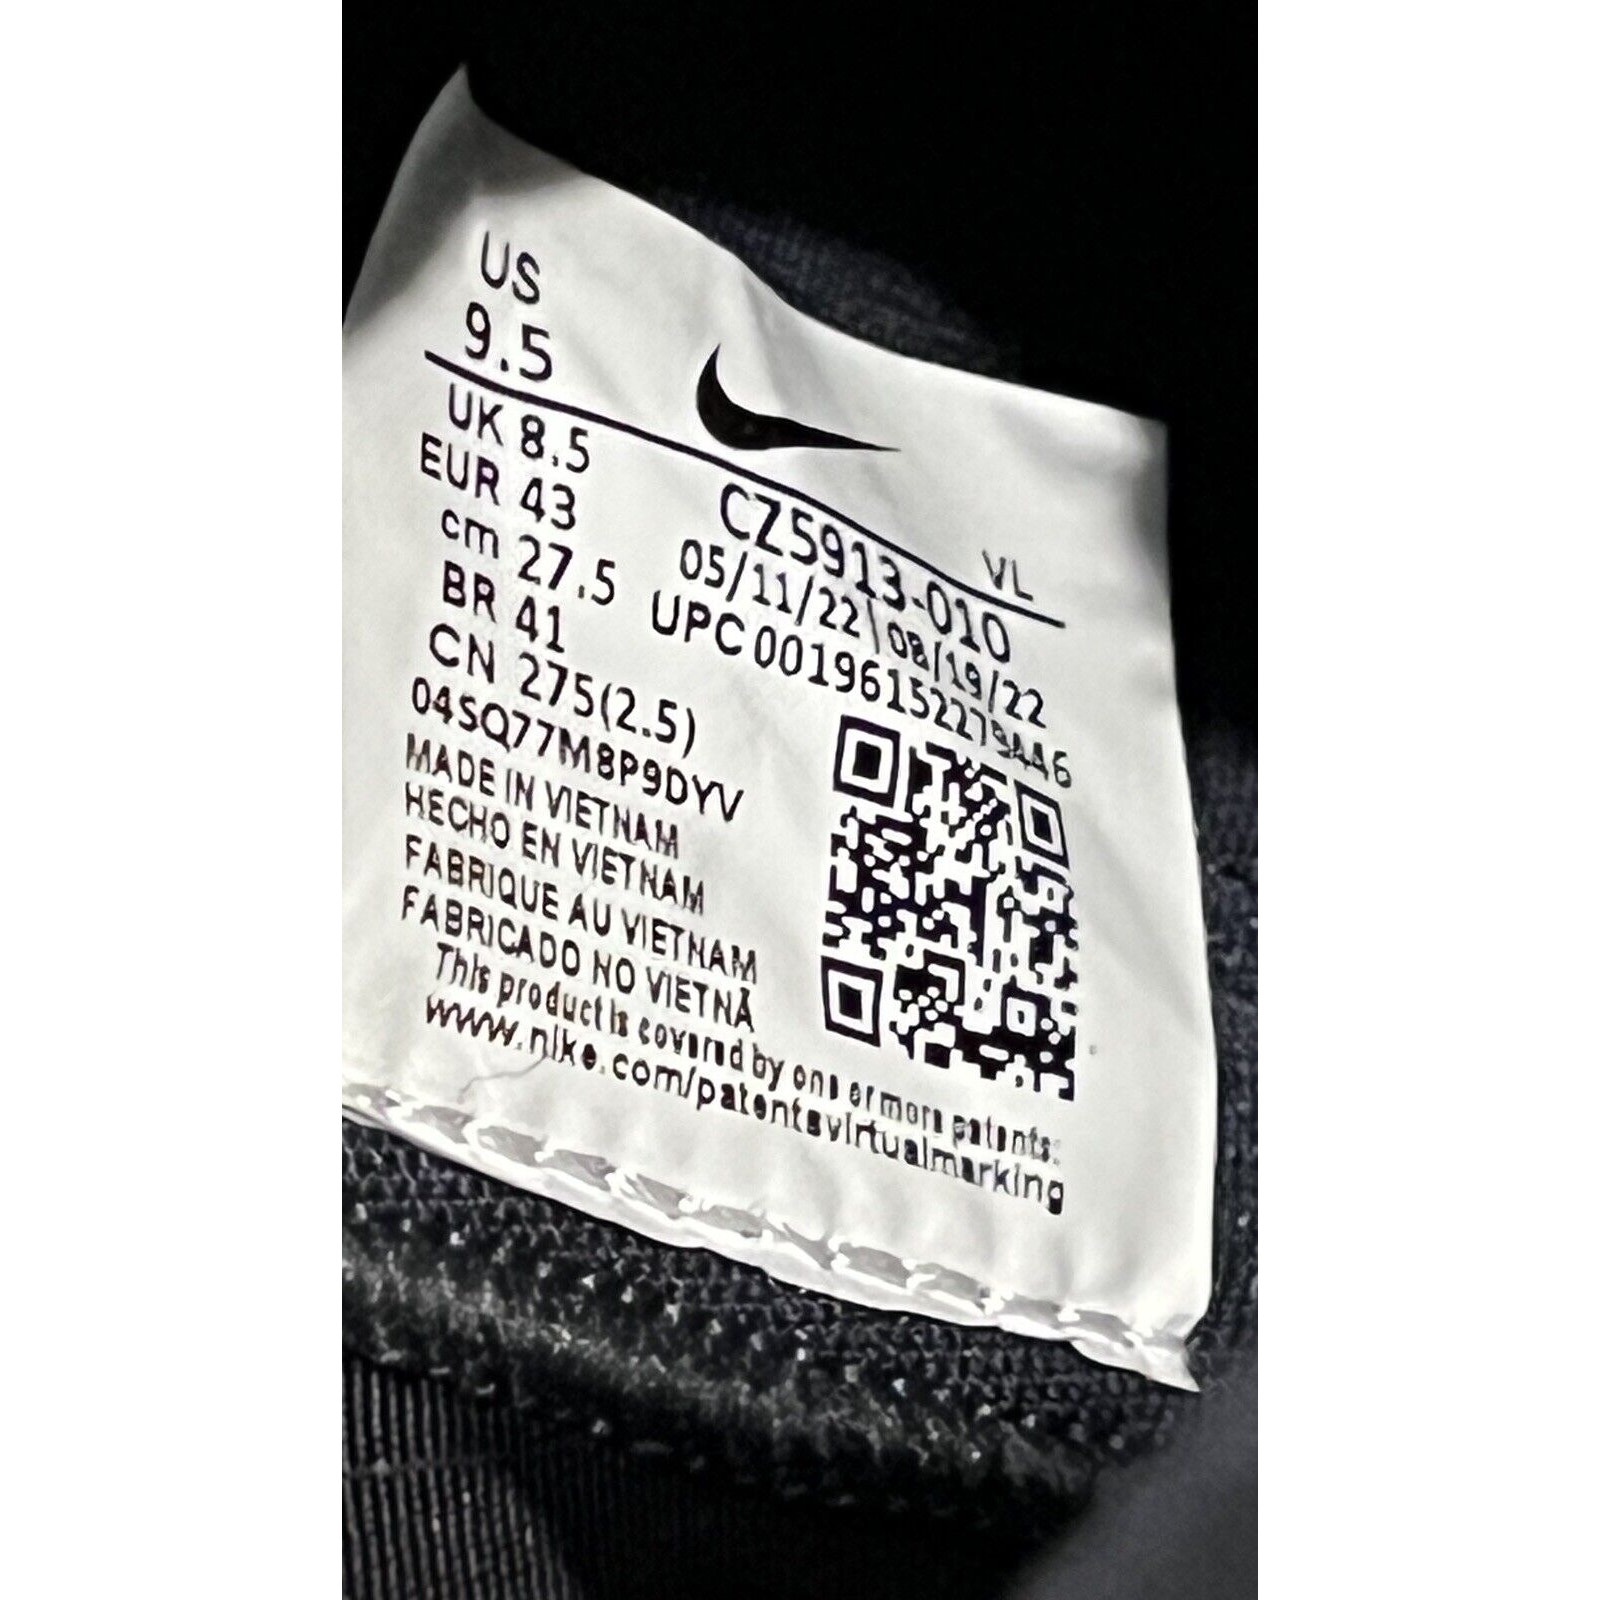 US
9.5
VL
UK 8.5
EUR 43
cm 27.5
BR 41
CN 275(2.5)
04SQ77M8P9DYV
CZ5913-010
05/11/22|08/19/22
MADE IN VIETNAM
HECHO EN VIETNAM
FABRIQUE AU VIETNAM
FABRICADO NO VIETNÃ
This product is covered by one or more patents:
www.nike.com/patentsvirtualmarking